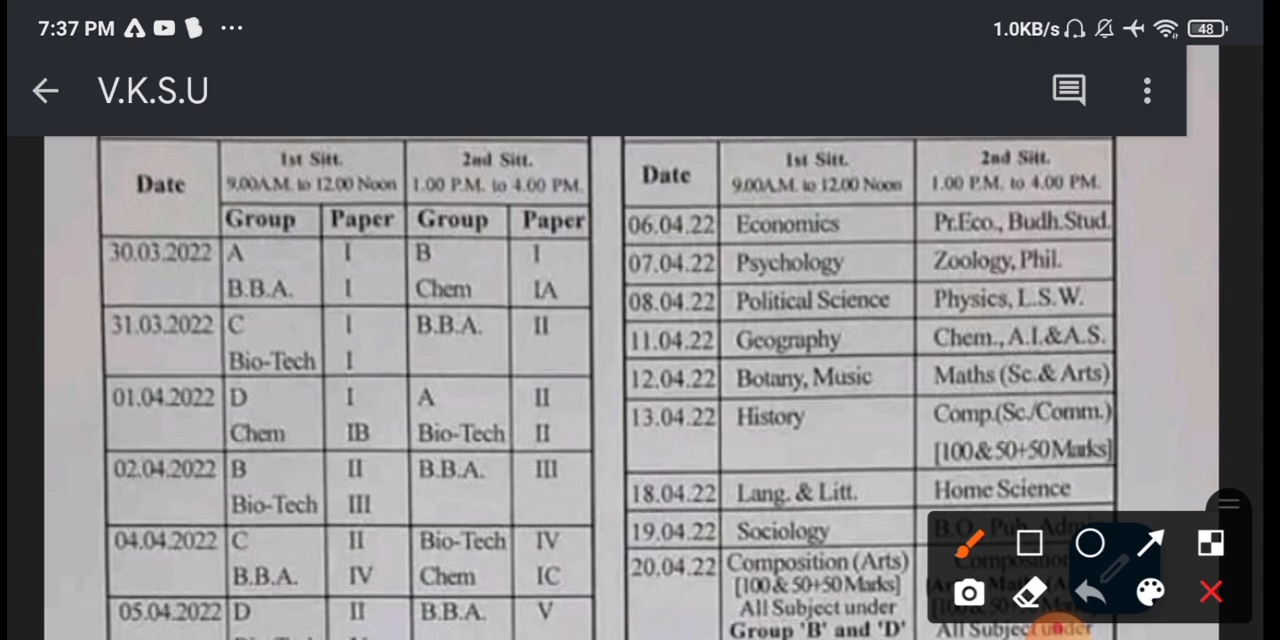 7:37 PM ... 1.0KB/s 48
V.K.S.U
Date 1st Sitt. 2nd Sitt.
9.00A.M. to 12.00 Noon 1.00 P.M. to 4.00 PM.
Group Paper Group Paper
30.03.2022 A I B I
B.B.A. I Chem IA
31.03.2022 C I B.B.A. II
Bio-Tech I
01.04.2022 D I A II
Chem IB Bio-Tech II
02.04.2022 B II B.B.A. III
Bio-Tech III
04.04.2022 C II Bio-Tech IV
B.B.A. IV Chem IC
05.04.2022 D II B.B.A. V
Date 1st Sitt. 2nd Sitt.
9.00A.M. to 12.00 Noon 1.00 P.M. to 4.00 PM.
06.04.22 Economics Pr.Eco., Budh.Stud.
07.04.22 Psychology Zoology, Phil.
08.04.22 Political Science Physics, L.S.W.
11.04.22 Geography Chem., A.I.&A.S.
12.04.22 Botany, Music Maths (Sc.& Arts)
13.04.22 History Comp.(Sc./Comm.)
[100 & 50+50 Marks]
18.04.22 Lang. & Litt. Home Science
19.04.22 Sociology
20.04.22 Composition (Arts)
[100 & 50+50 Marks]
All Subject under All Subject under
Group 'B' and 'D'